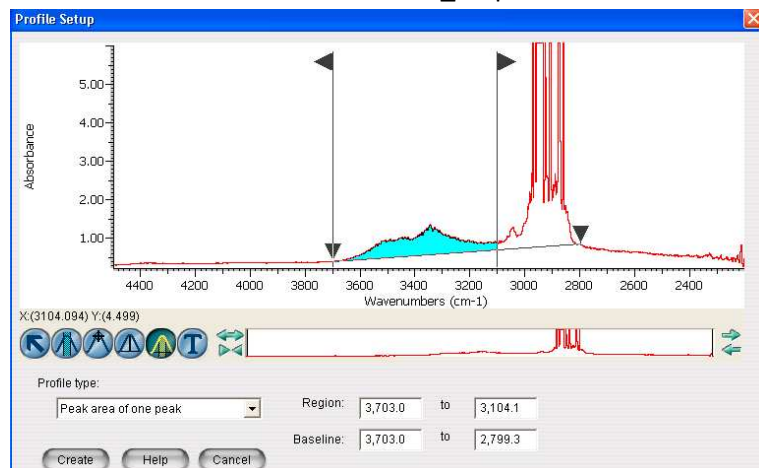 Profile Setup
5.00
4.00
3.00
2.00
1.00
Absorbance
4400 4200 4000 3800 3600 3400 3200 3000 2800 2600 2400
Wavenumbers (cm-1)
X:(3104.094) Y:(4.499)
T
Profile type:
Peak area of one peak
Region: 3,703.0 to 3,104.1
Baseline: 3,703.0 to 2,799.3
Create Help Cancel